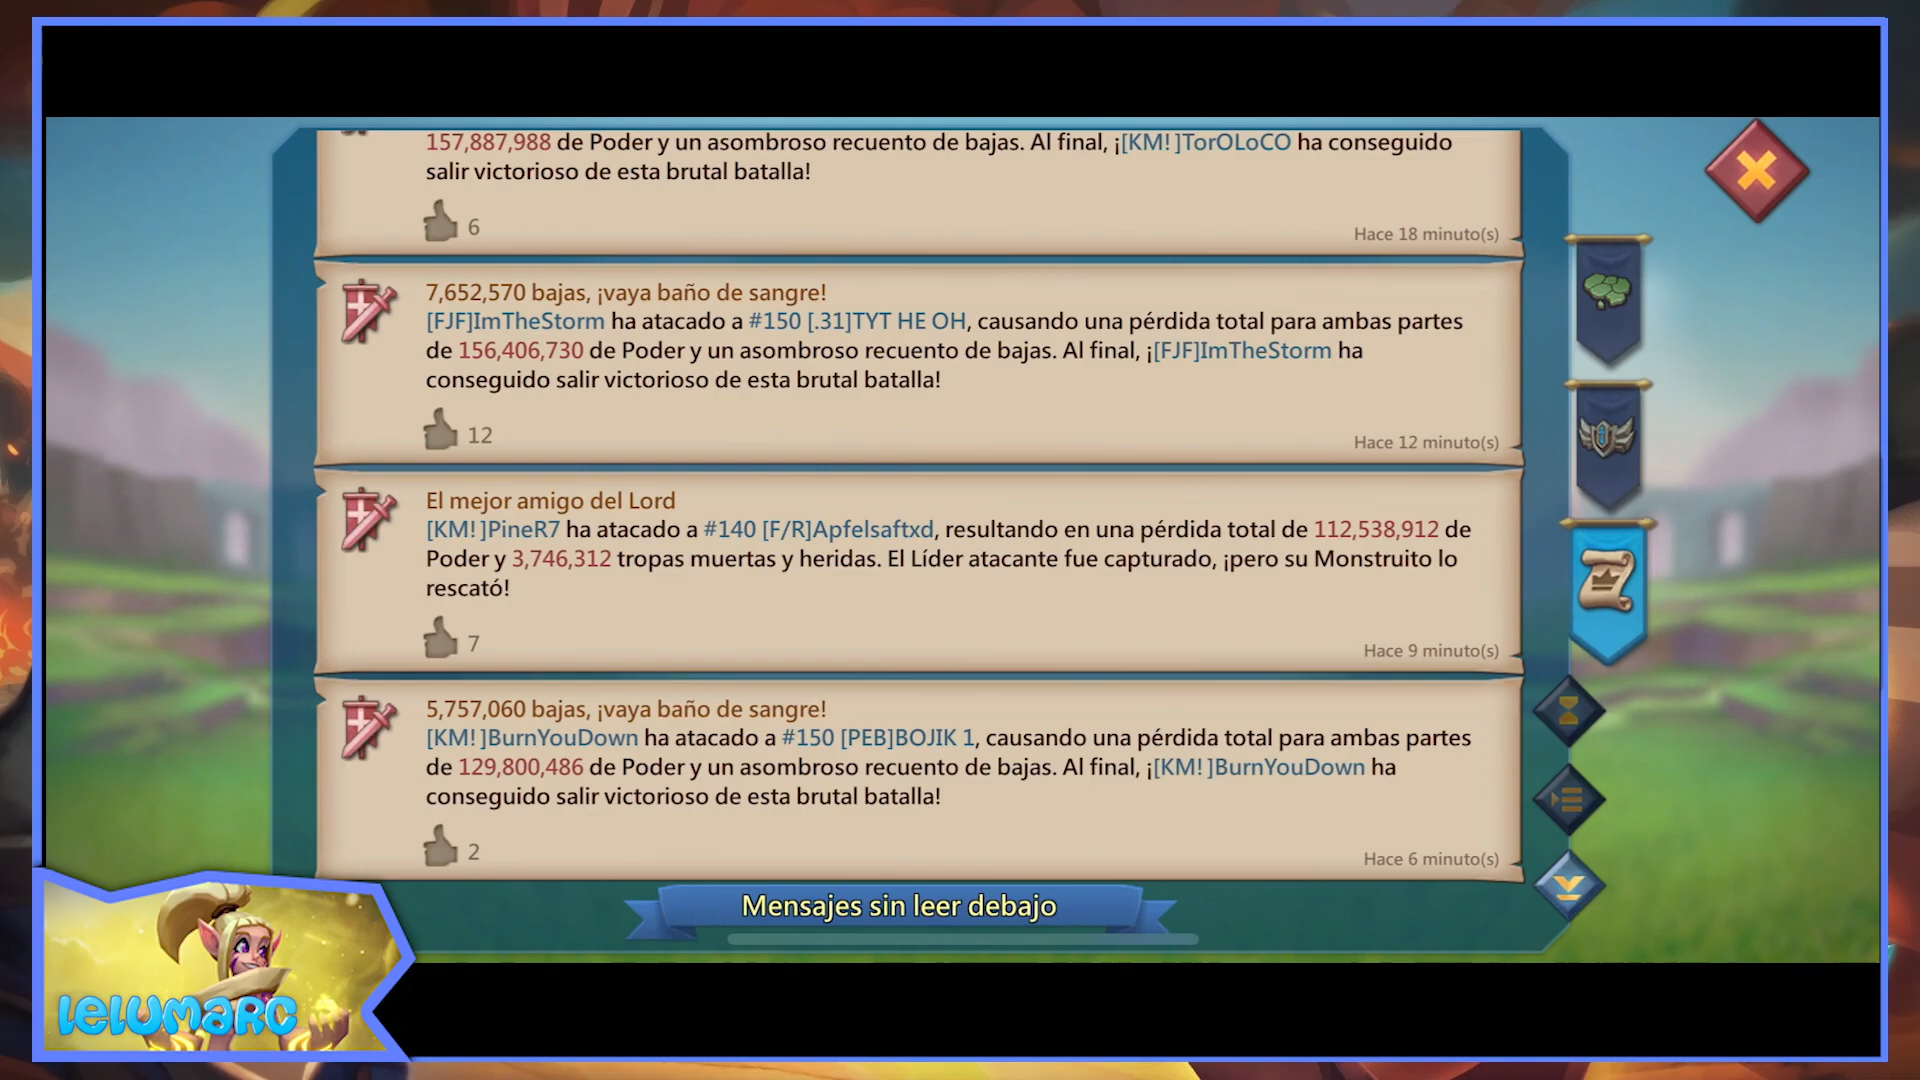 157,887,988 de Poder y un asombroso recuento de bajas. Al final, ¡[KM!]TorOLoCO ha conseguido
salir victorioso de esta brutal batalla!
6
Hace 18 minuto(s)
7,652,570 bajas, ¡vaya baño de sangre!
[FJF]ImTheStorm ha atacado a #150 [.31]TYT HE OH, causando una pérdida total para ambas partes
de 156,406,730 de Poder y un asombroso recuento de bajas. Al final, ¡[FJF]ImTheStorm ha
conseguido salir victorioso de esta brutal batalla!
12
Hace 12 minuto(s)
El mejor amigo del Lord
[KM!]PineR7 ha atacado a #140 [F/R]Apfelsaftxd, resultando en una pérdida total de 112,538,912 de
Poder y 3,746,312 tropas muertas y heridas. El Líder atacante fue capturado, ¡pero su Monstruito lo
rescató!
7
Hace 9 minuto(s)
5,757,060 bajas, ¡vaya baño de sangre!
[KM!]BurnYouDown ha atacado a #150 [PEB]BOJIK 1, causando una pérdida total para ambas partes
de 129,800,486 de Poder y un asombroso recuento de bajas. Al final, ¡[KM!]BurnYouDown ha
conseguido salir victorioso de esta brutal batalla!
2
Hace 6 minuto(s)
Mensajes sin leer debajo
LELUMARC